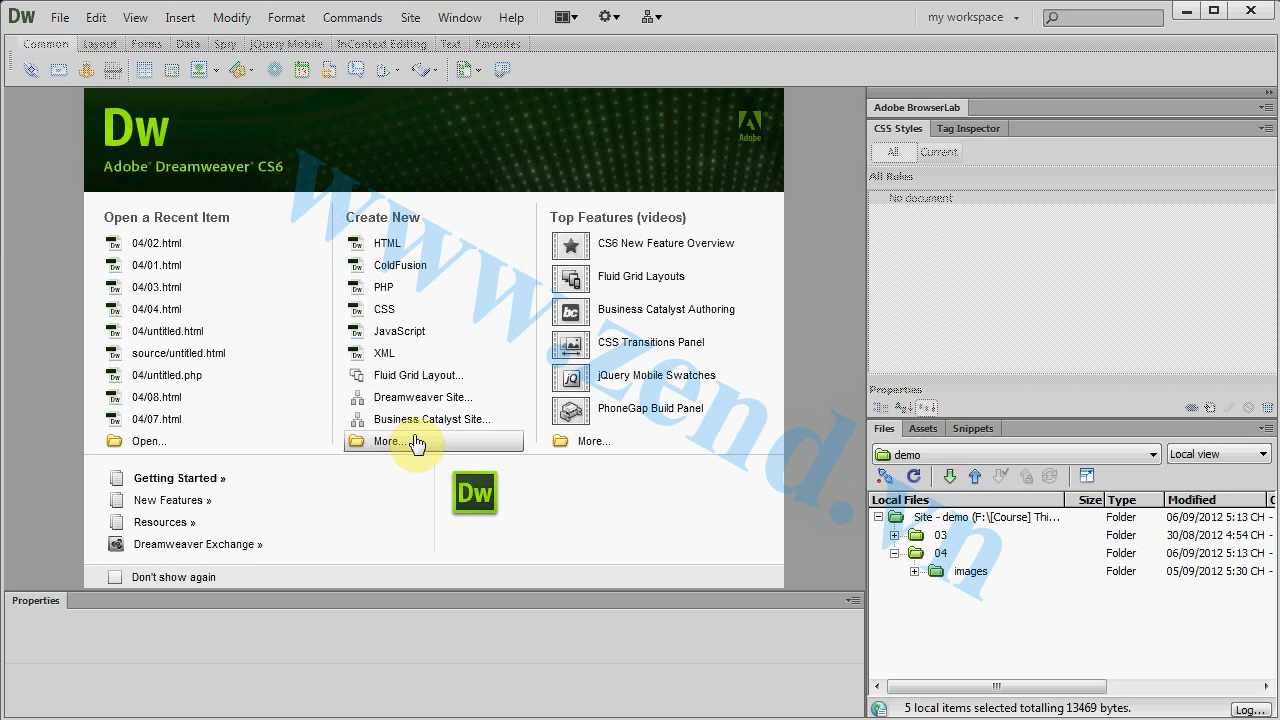 Dw File Edit View Insert Modify Format Commands Site Window Help my workspace
Common jQuery Mobile InContext Editing Text Favorites
Dw
Adobe® Dreamweaver® CS6
Adobe
Open a Recent Item
04/02.html
04/01.html
04/03.html
04/04.html
04/untitled.html
source/untitled.html
04/untitled.php
04/08.html
04/07.html
Open...
Create New
HTML
ColdFusion
PHP
CSS
JavaScript
XML
Fluid Grid Layout...
Dreamweaver Site...
Business Catalyst Site...
More...
Top Features (videos)
CS6 New Feature Overview
Fluid Grid Layouts
Business Catalyst Authoring
CSS Transitions Panel
jQuery Mobile Swatches
PhoneGap Build Panel
More...
Getting Started »
New Features »
Resources »
Dreamweaver Exchange »
Dw
Don't show again
Properties
www.zend.vn
Adobe BrowserLab
CSS Styles Tag Inspector
All Current
All Rules
No document
Properties
Files Assets Snippets
demo Local view
Local Files Size Type Modified
Site - demo (F:\[Course] Thi... Folder 06/09/2012 5:13 CH -
03 Folder 30/08/2012 4:54 CH -
04 Folder 06/09/2012 5:13 CH -
images Folder 05/09/2012 5:30 CH -
5 local items selected totalling 13469 bytes. Log...